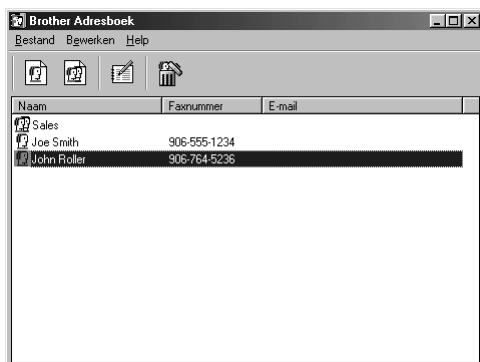 Brother Adresboek
Bestand Bewerken Help
Naam Faxnummer E-mail
Sales
Joe Smith 906-555-1234
John Roller 906-764-5236